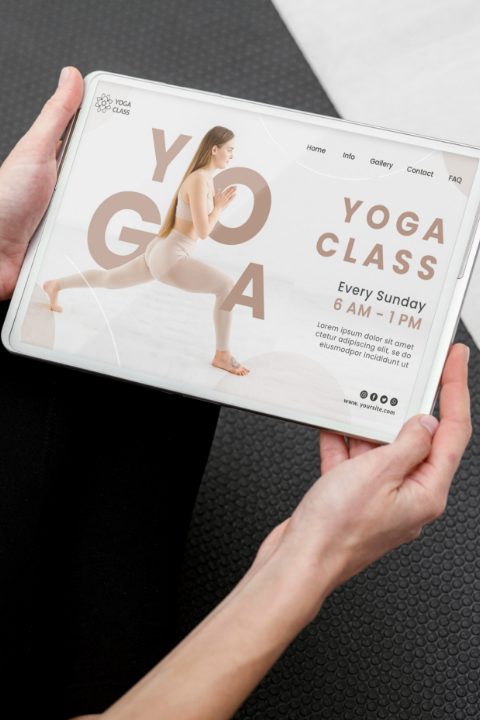 YOGA
CLASS
Home Info Gallery Contact FAQ
Y
O
G
A
YOGA
CLASS
Every Sunday
6 AM - 1 PM
Lorem ipsum dolor sit amet
ctetur adipiscing elit, se do
eiusmodpor incididunt ut
www. yoursite.com